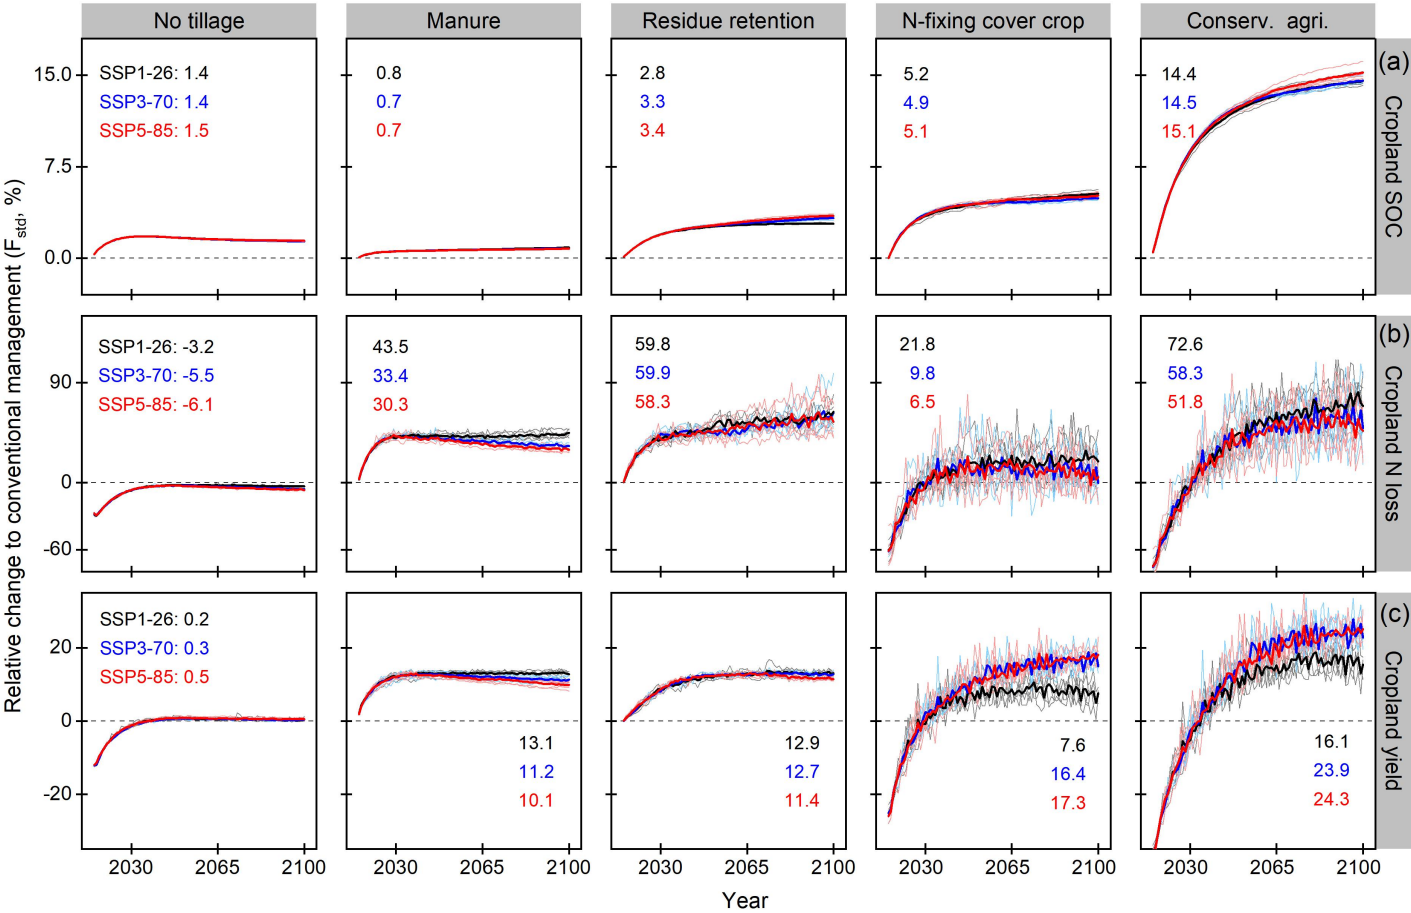 No tillage
Manure
Residue retention
N-fixing cover crop
Conserv. agri.
Relative change to conventional management (Fstd, %)
15.0
7.5
0.0
SSP1-26: 1.4
SSP3-70: 1.4
SSP5-85: 1.5
0.8
0.7
0.7
2.8
3.3
3.4
5.2
4.9
5.1
14.4
14.5
15.1
(a)
Cropland SOC
90
0
-60
SSP1-26: -3.2
SSP3-70: -5.5
SSP5-85: -6.1
43.5
33.4
30.3
59.8
59.9
58.3
21.8
9.8
6.5
72.6
58.3
51.8
(b)
Cropland N loss
20
0
-20
SSP1-26: 0.2
SSP3-70: 0.3
SSP5-85: 0.5
13.1
11.2
10.1
12.9
12.7
11.4
7.6
16.4
17.3
16.1
23.9
24.3
(c)
Cropland yield
2030 2065 2100
2030 2065 2100
2030 2065 2100
2030 2065 2100
2030 2065 2100
Year